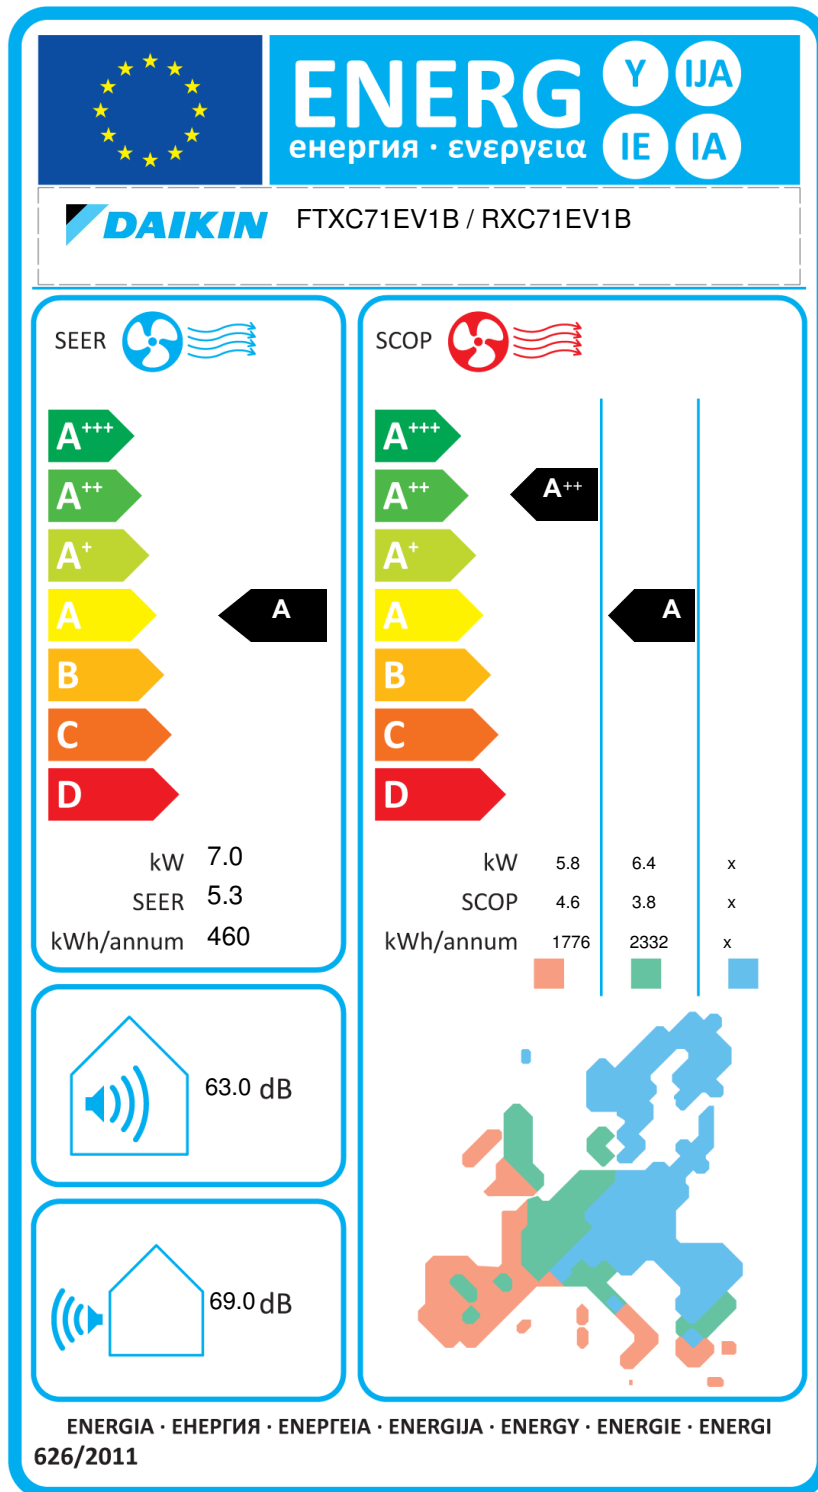 ENERG
енергия · ενεργεια
Y IJA
IE IA
DAIKIN FTXC71EV1B / RXC71EV1B
SEER
A+++
A++
A+
A A
B
C
D
kW 7.0
SEER 5.3
kWh/annum 460
SCOP
A+++
A++ A++
A+
A A
B
C
D
kW 5.8 6.4 x
SCOP 4.6 3.8 x
kWh/annum 1776 2332 x
63.0 dB
69.0 dB
ENERGIA · ЕНЕРГИЯ · ΕΝΕΡΓΕΙΑ · ENERGIJA · ENERGY · ENERGIE · ENERGI
626/2011